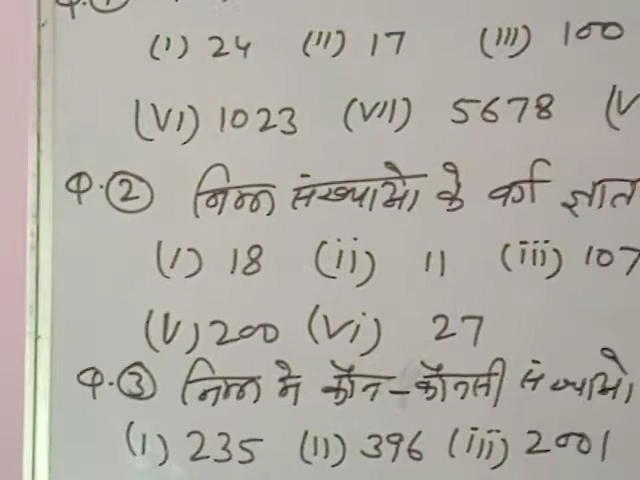 (i) 24 (ii) 17 (iii) 100
(vi) 1023 (vii) 5678
Q.② निम्न संख्याओ के वर्ग ज्ञात
(i) 18 (ii) 11 (iii) 107
(v) 200 (vi) 27
Q.③ निम्न मे कौन-कौनसी संख्याओ
(i) 235 (ii) 396 (iii) 2001